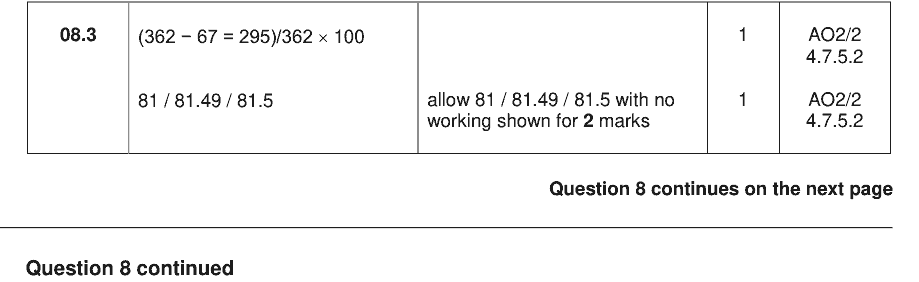 08.3 (362 − 67 = 295)/362 × 100 1 AO2/2
4.7.5.2
81 / 81.49 / 81.5 allow 81 / 81.49 / 81.5 with no 1 AO2/2
working shown for 2 marks 4.7.5.2
Question 8 continues on the next page
Question 8 continued